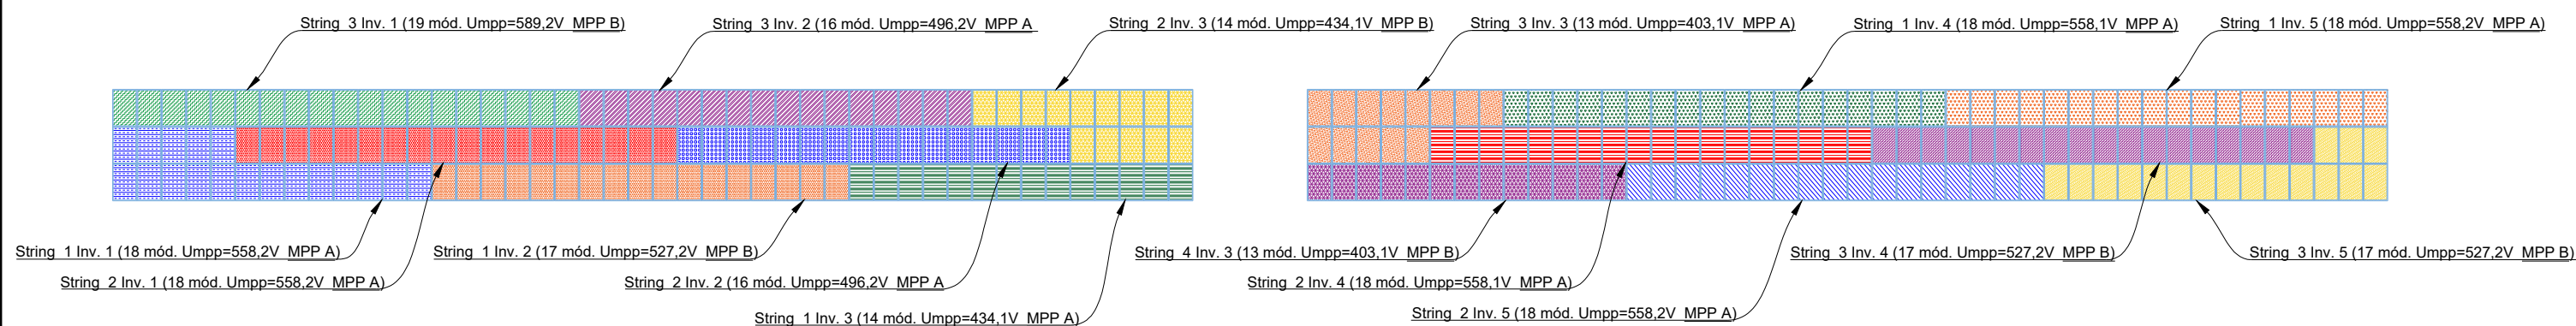 String 3 Inv. 1 (19 mód. Umpp=589,2V MPP B)
String 3 Inv. 2 (16 mód. Umpp=496,2V MPP A
String 2 Inv. 3 (14 mód. Umpp=434,1V MPP B)
String 3 Inv. 3 (13 mód. Umpp=403,1V MPP A)
String 1 Inv. 4 (18 mód. Umpp=558,1V MPP A)
String 1 Inv. 5 (18 mód. Umpp=558,2V MPP A)
String 1 Inv. 1 (18 mód. Umpp=558,2V MPP A)
String 1 Inv. 2 (17 mód. Umpp=527,2V MPP B)
String 4 Inv. 3 (13 mód. Umpp=403,1V MPP B)
String 3 Inv. 4 (17 mód. Umpp=527,2V MPP B)
String 3 Inv. 5 (17 mód. Umpp=527,2V MPP B)
String 2 Inv. 1 (18 mód. Umpp=558,2V MPP A)
String 2 Inv. 2 (16 mód. Umpp=496,2V MPP A
String 2 Inv. 4 (18 mód. Umpp=558,1V MPP A)
String 1 Inv. 3 (14 mód. Umpp=434,1V MPP A)
String 2 Inv. 5 (18 mód. Umpp=558,2V MPP A)